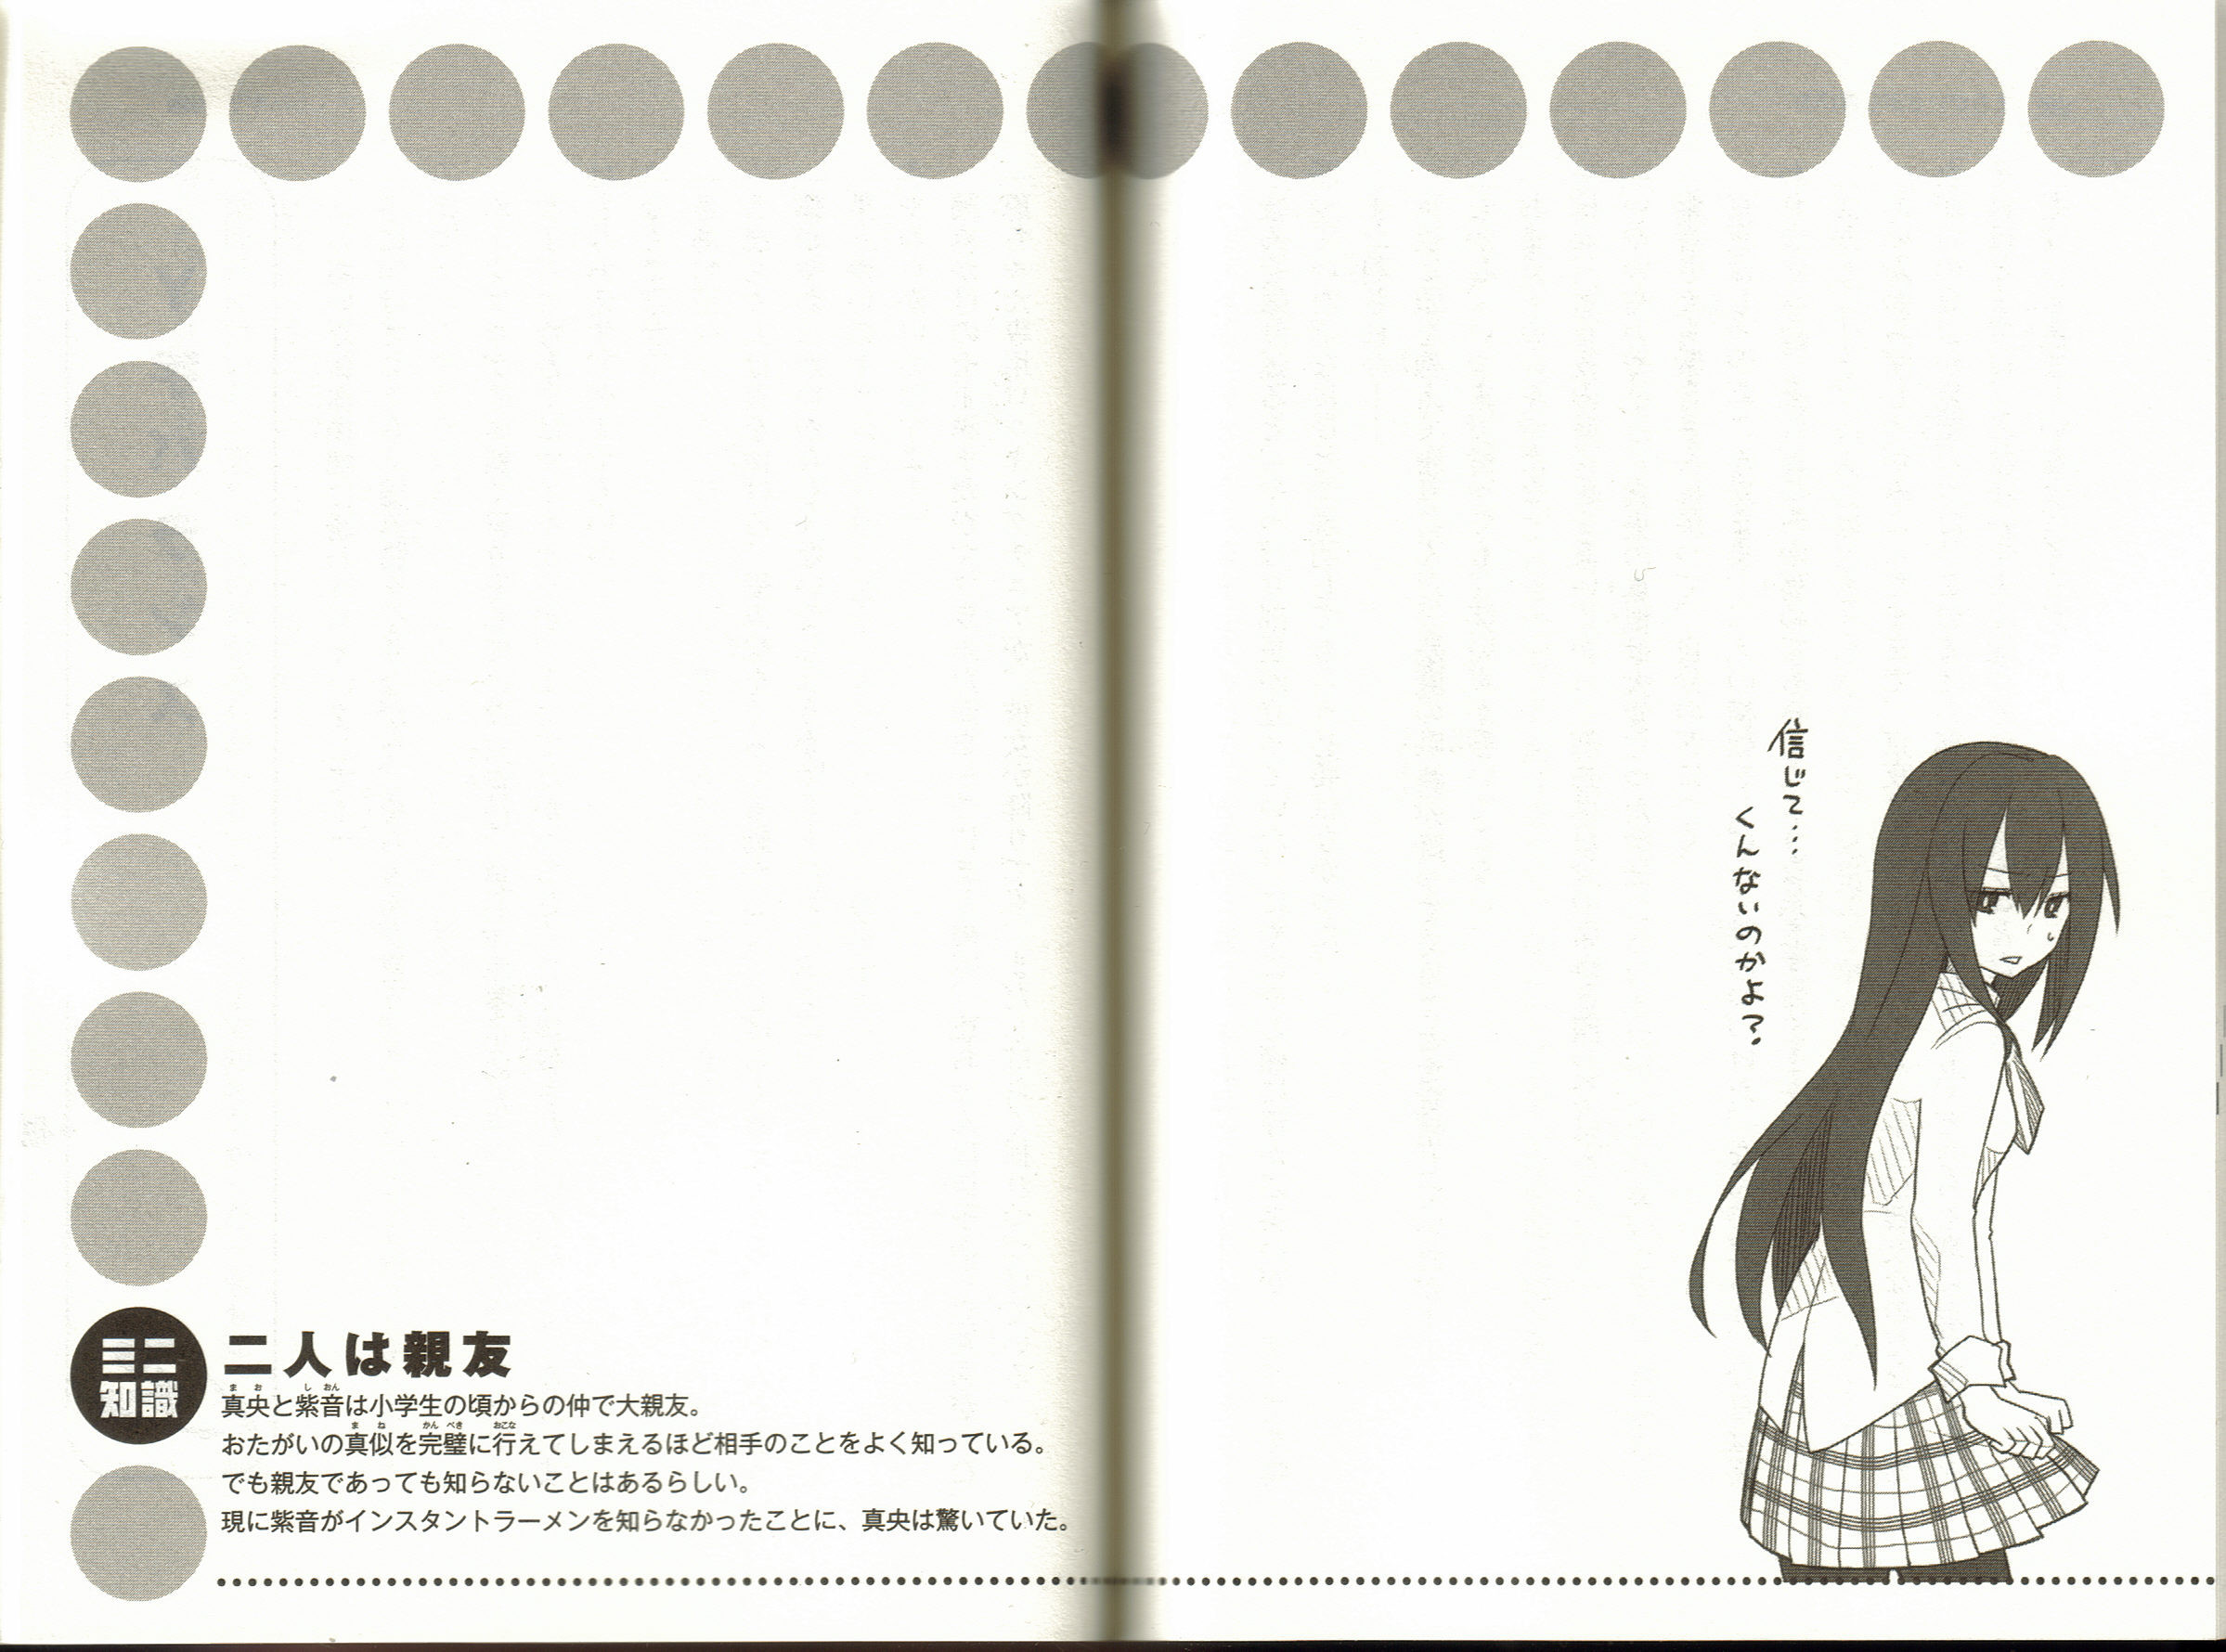 信じて…
くんないのかよ？
ミニ
知識
二人は親友
真央と紫音は小学生の頃からの仲で大親友。
おたがいの真似を完璧に行えてしまえるほど相手のことをよく知っている。
でも親友であっても知らないことはあるらしい。
現に紫音がインスタントラーメンを知らなかったことに、真央は驚いていた。